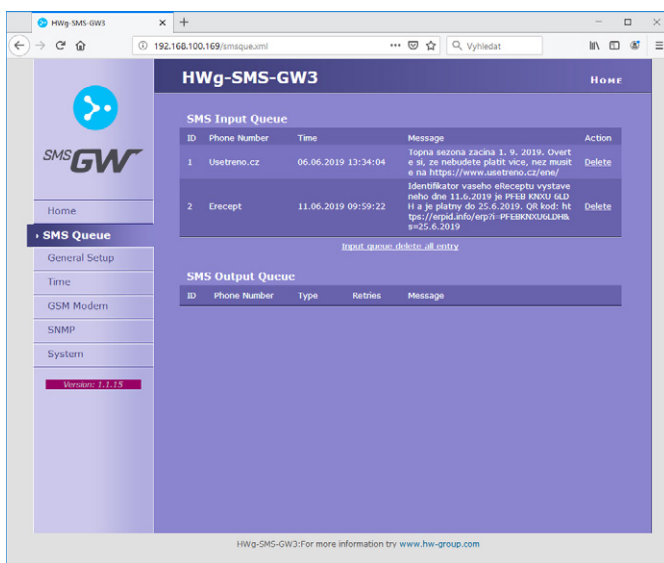 HWg-SMS-GW3
192.168.100.169/smsque.xml
Vyhledat
HWg-SMS-GW3
HOME
SMS GW
Home
SMS Queue
General Setup
Time
GSM Modem
SNMP
System
Version: 1.1.15
SMS Input Queue
ID Phone Number Time Message Action
1 Usetreno.cz 06.06.2019 13:34:04 Topna sezona zacina 1. 9. 2019. Overt
e si, ze nebudete platit vice, nez musit
e na https://www.usetreno.cz/ene/
Delete
2 Erecept 11.06.2019 09:59:22 Identifikator vaseho eReceptu vystave
neho dne 11.6.2019 je PFEB KNXU 6LD
H a je platny do 25.6.2019. QR kod: ht
tps://erpid.info/erp?i=PFEBKNXU6LDH&
s=25.6.2019
Delete
Input queue delete all entry
SMS Output Queue
ID Phone Number Type Retries Message
HWg-SMS-GW3:For more information try www.hw-group.com